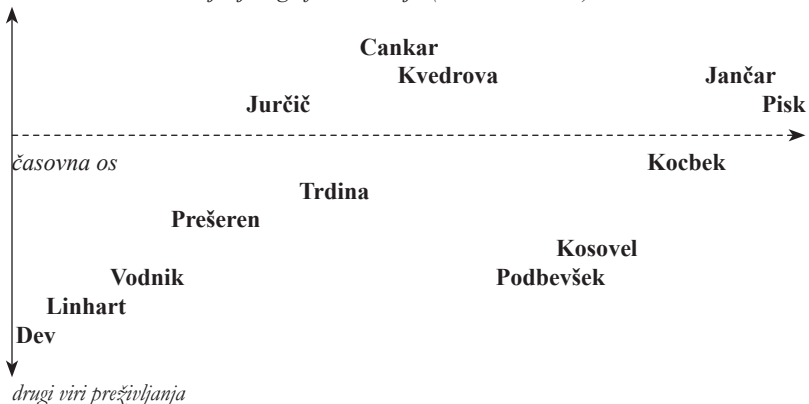 Cankar
Kvedrova
Jančar
Jurčič
Pisk
časovna os
Kocbek
Trdina
Prešeren
Kosovel
Vodnik
Podbevšek
Linhart
Dev
drugi viri preživljanja